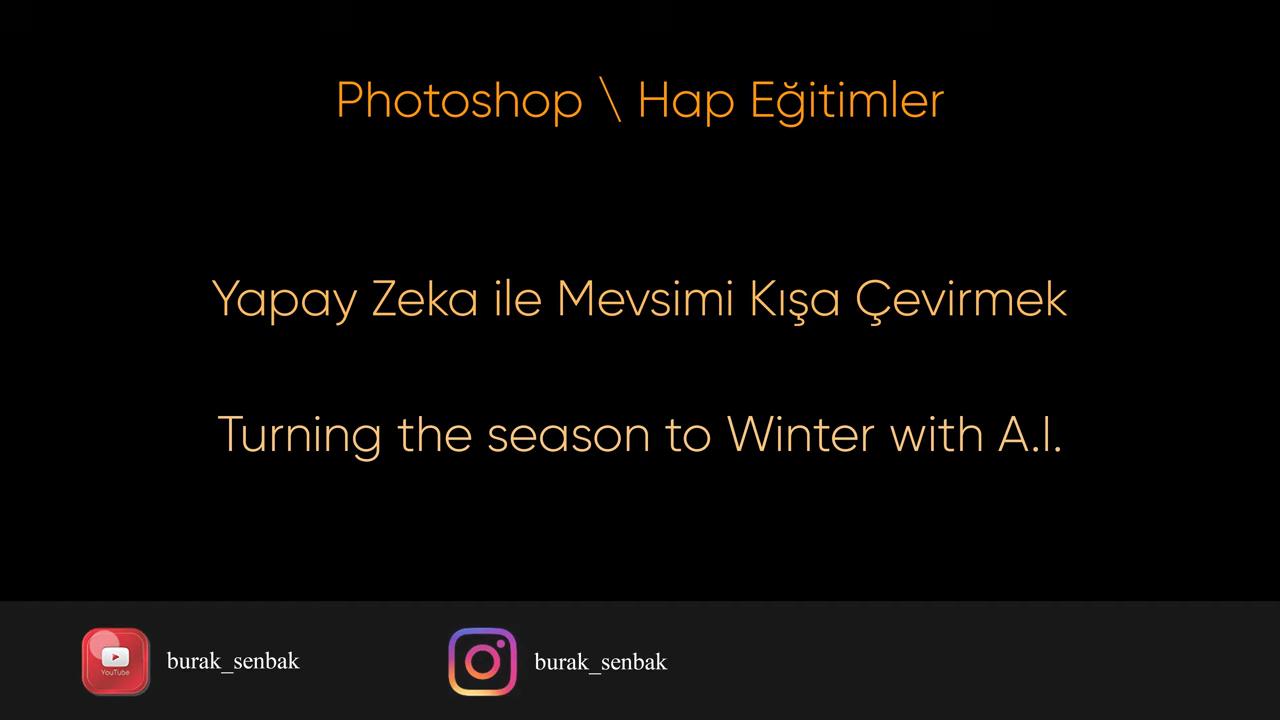 Photoshop \ Hap Eğitimler
Yapay Zeka ile Mevsimi Kışa Çevirmek
Turning the season to Winter with A.I.
YouTube
burak_senbak
burak_senbak